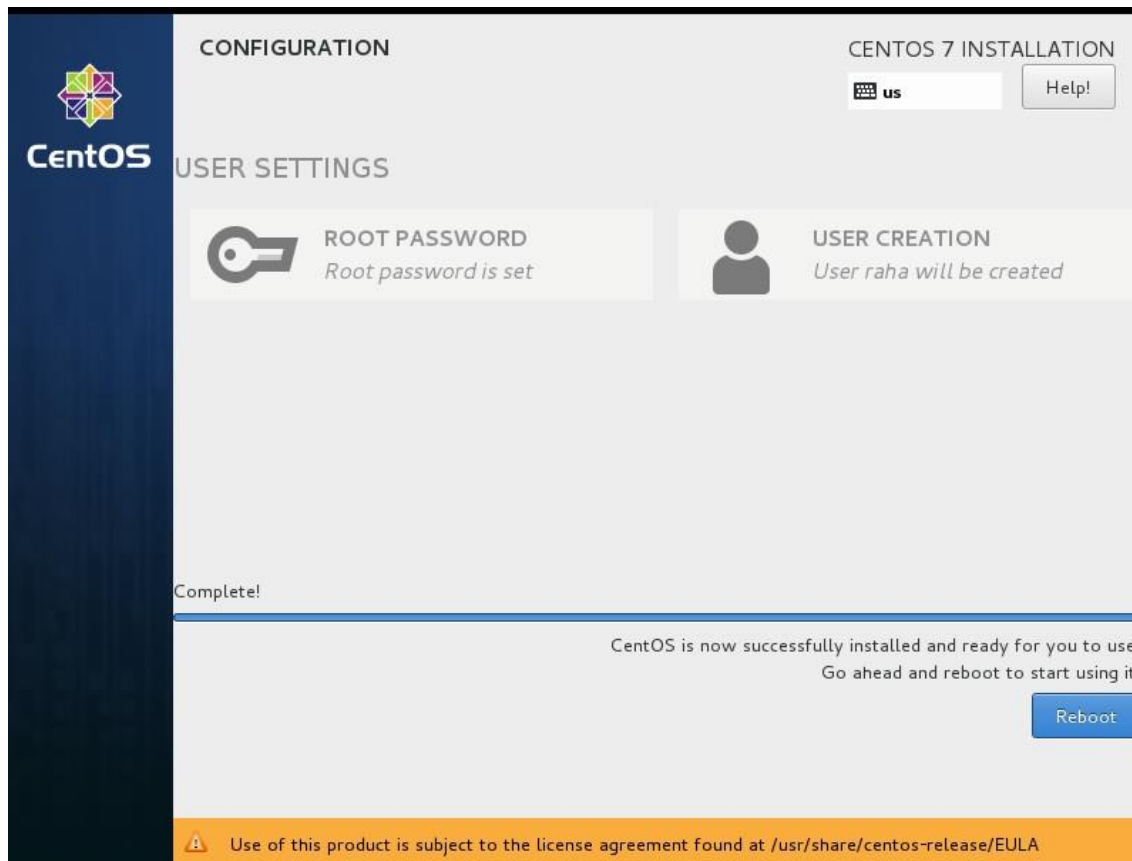 CONFIGURATION
CENTOS 7 INSTALLATION
us
Help!
CentOS
USER SETTINGS
ROOT PASSWORD
Root password is set
USER CREATION
User raha will be created
Complete!
CentOS is now successfully installed and ready for you to use
Go ahead and reboot to start using it
Reboot
Use of this product is subject to the license agreement found at /usr/share/centos-release/EULA